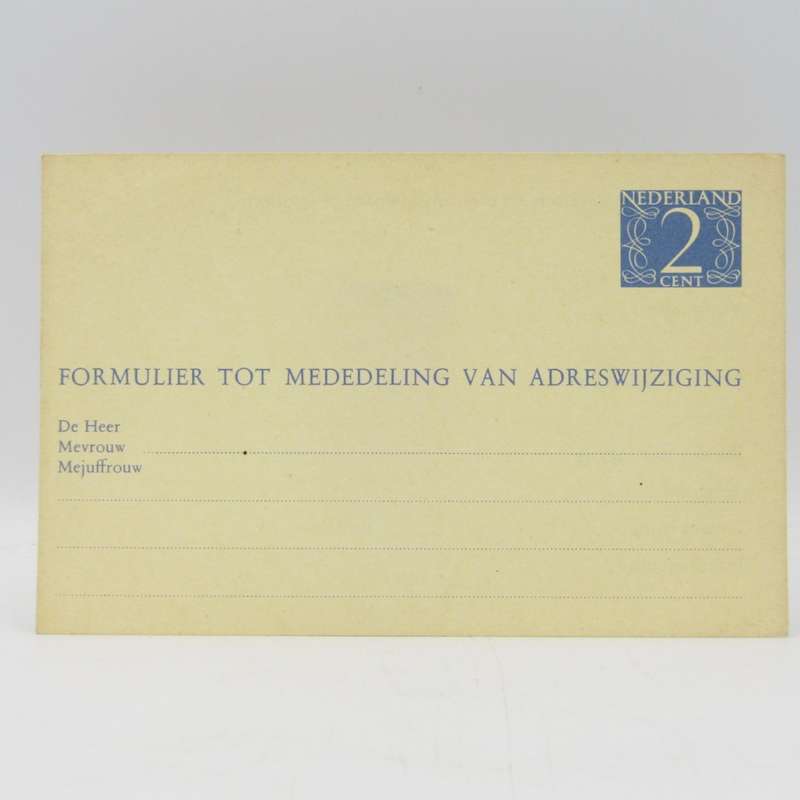 NEDERLAND
2
CENT
FORMULIER TOT MEDEDELING VAN ADRESWIJZIGING
De Heer
Mevrouw
Mejuffrouw